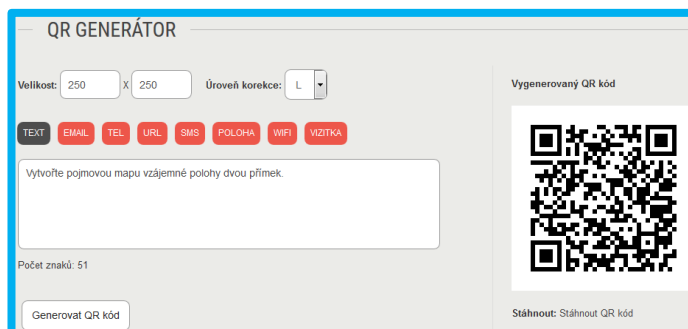 QR GENERÁTOR
Velikost: 250 X 250 Úroveň korekce: L
Vygenerovaný QR kód
TEXT EMAIL TEL URL SMS POLOHA WIFI VIZITKA
Vytvořte pojmovou mapu vzájemné polohy dvou přímek.
Počet znaků: 51
Generovat QR kód
Stáhnout: Stáhnout QR kód